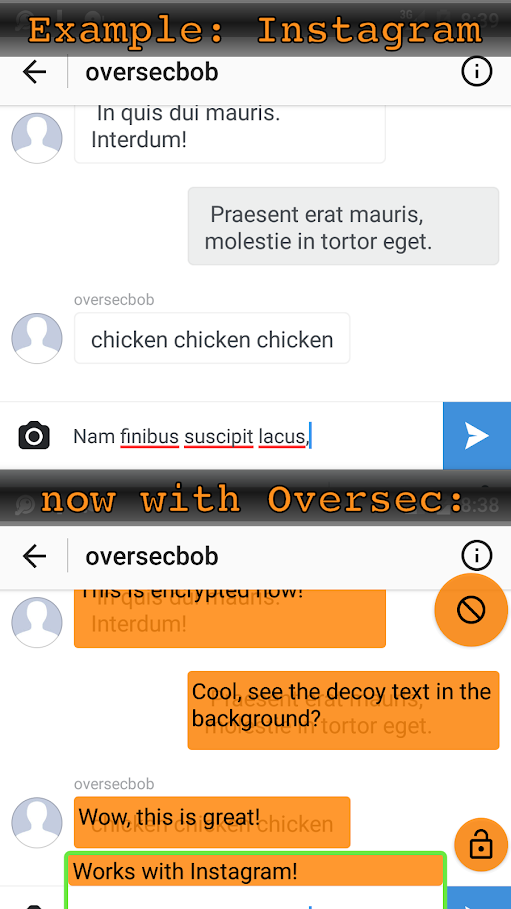 Example: Instagram
oversecbob
In quis dui mauris.
Interdum!
Praesent erat mauris,
molestie in tortor eget.
oversecbob
chicken chicken chicken
Nam finibus suscipit lacus,
now with Oversec:
8:38
oversecbob
This is encrypted now!
In quis dui mauris.
Interdum!
Cool, see the decoy text in the
background?
Praesent erat mauris,
molestie in tortor eget.
oversecbob
Wow, this is great!
chicken chicken chicken
Works with Instagram!